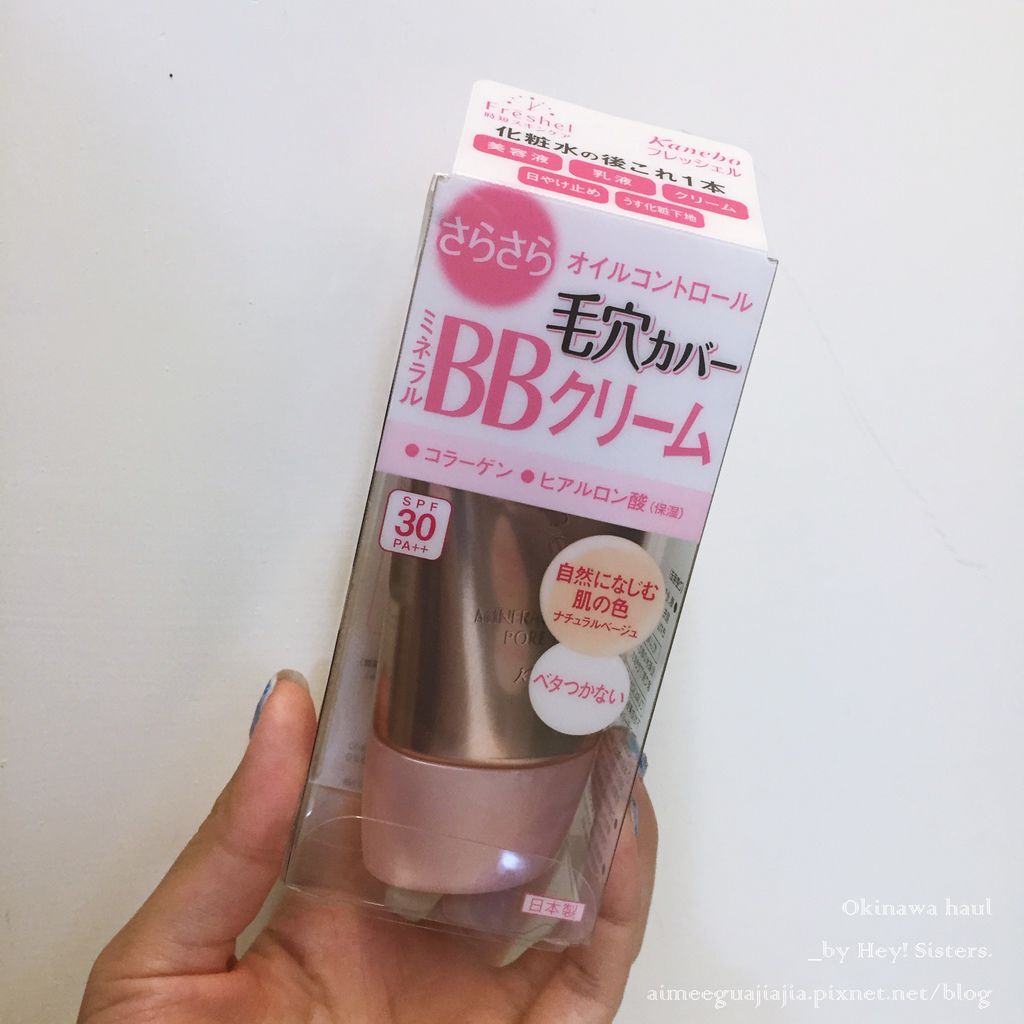 Freshel
時短スキンケア
Kanebo
フレッシェル
化粧水の後これ1本
美容液
乳液
クリーム
日やけ止め
うす化粧下地
さらさら
オイルコントロール
毛穴カバー
ミネラル
BBクリーム
●コラーゲン ●ヒアルロン酸(保湿)
SPF
30
PA++
自然になじむ
肌の色
ナチュラルベージュ
ベタつかない
日本製
Okinawa haul
_by Hey! Sisters.
aimeeguajiajia.pixnet.net/blog